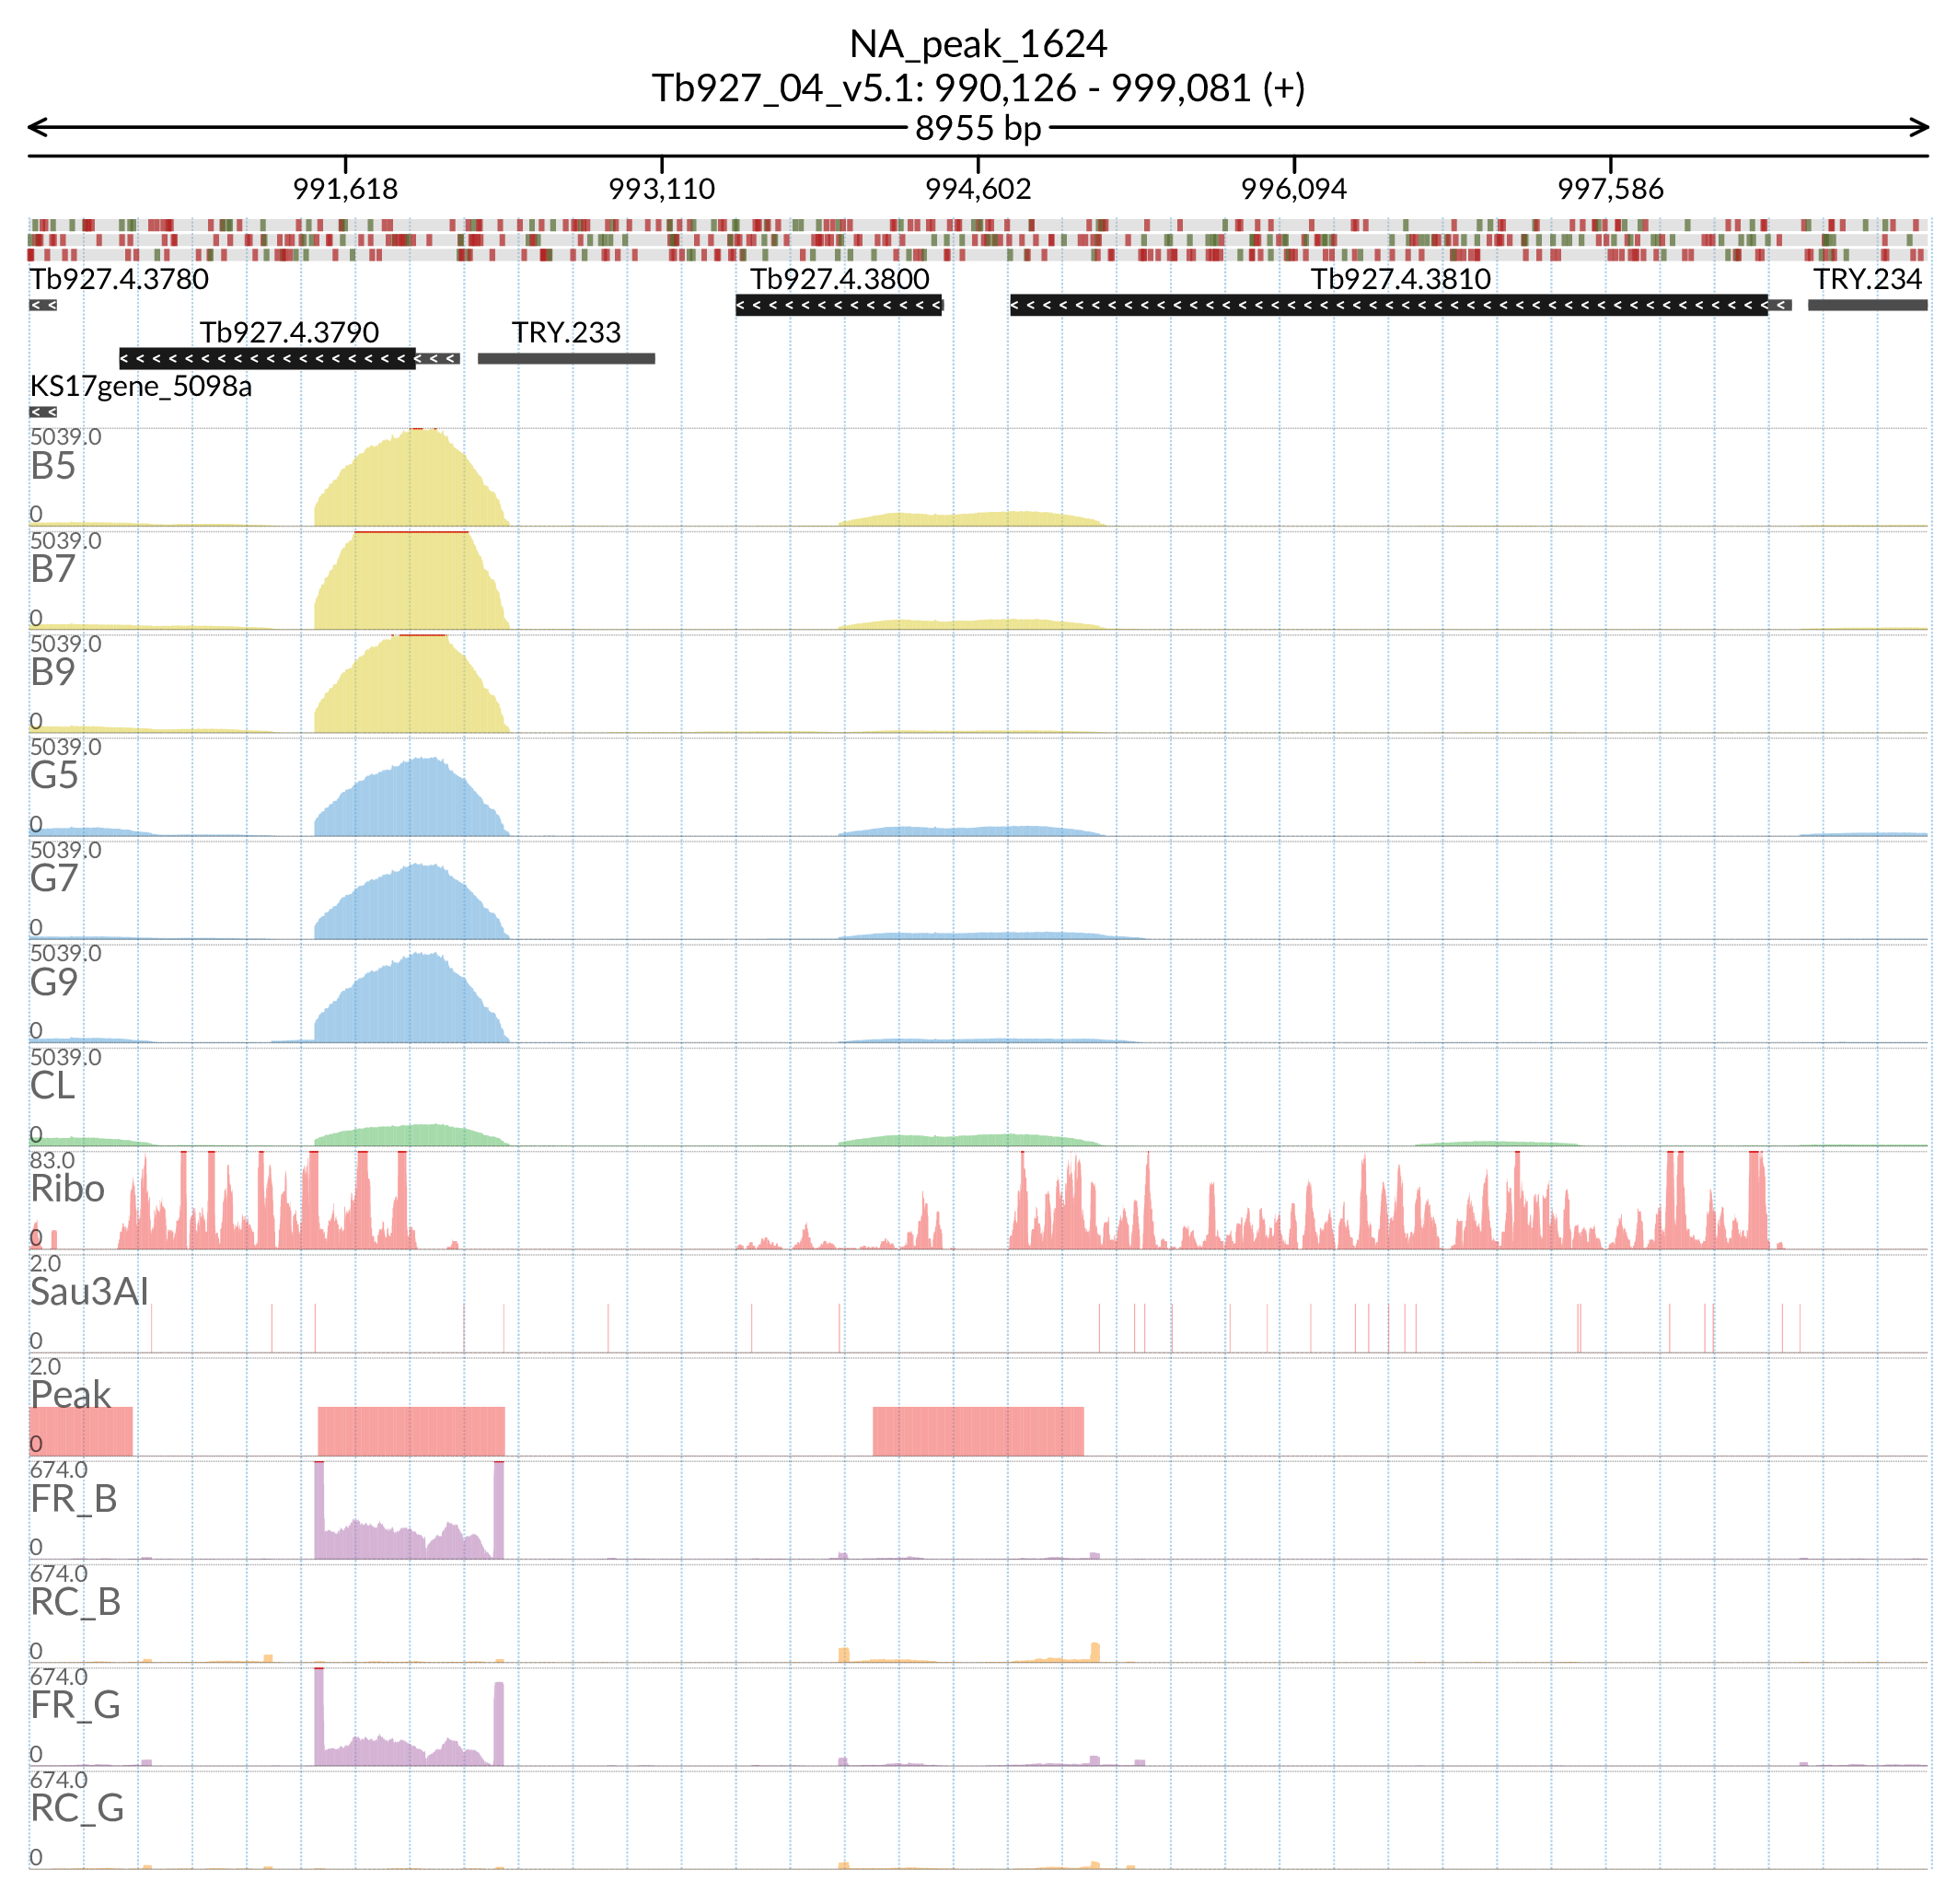 NA_peak_1624
Tb927_04_v5.1: 990,126 - 999,081 (+)
8955 bp
991,618 993,110 994,602 996,094 997,586
Tb927.4.3780 Tb927.4.3800 Tb927.4.3810 TRY.234
Tb927.4.3790 TRY.233
KS17gene_5098a
5039.0
B5
0
5039.0
B7
0
5039.0
B9
0
5039.0
G5
0
5039.0
G7
0
5039.0
G9
0
5039.0
CL
0
83.0
Ribo
0
2.0
Sau3AI
0
2.0
Peak
0
674.0
FR_B
0
674.0
RC_B
0
674.0
FR_G
0
674.0
RC_G
0